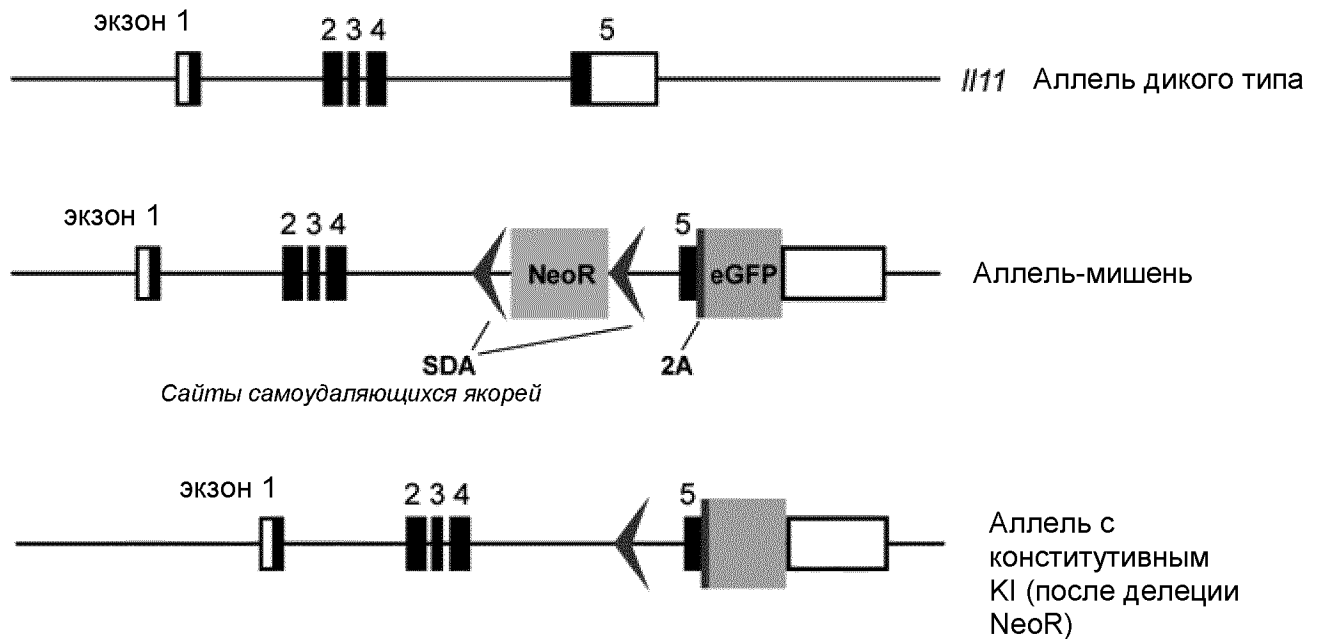 экзон 1
2 3 4
5
Il11 Аллель дикого типа
экзон 1
2 3 4
5
NeoR
eGFP
Аллель-мишень
SDA
2A
Сайты самоудаляющихся якорей
экзон 1
2 3 4
5
Аллель с
конститутивным
KI (после делеции
NeoR)